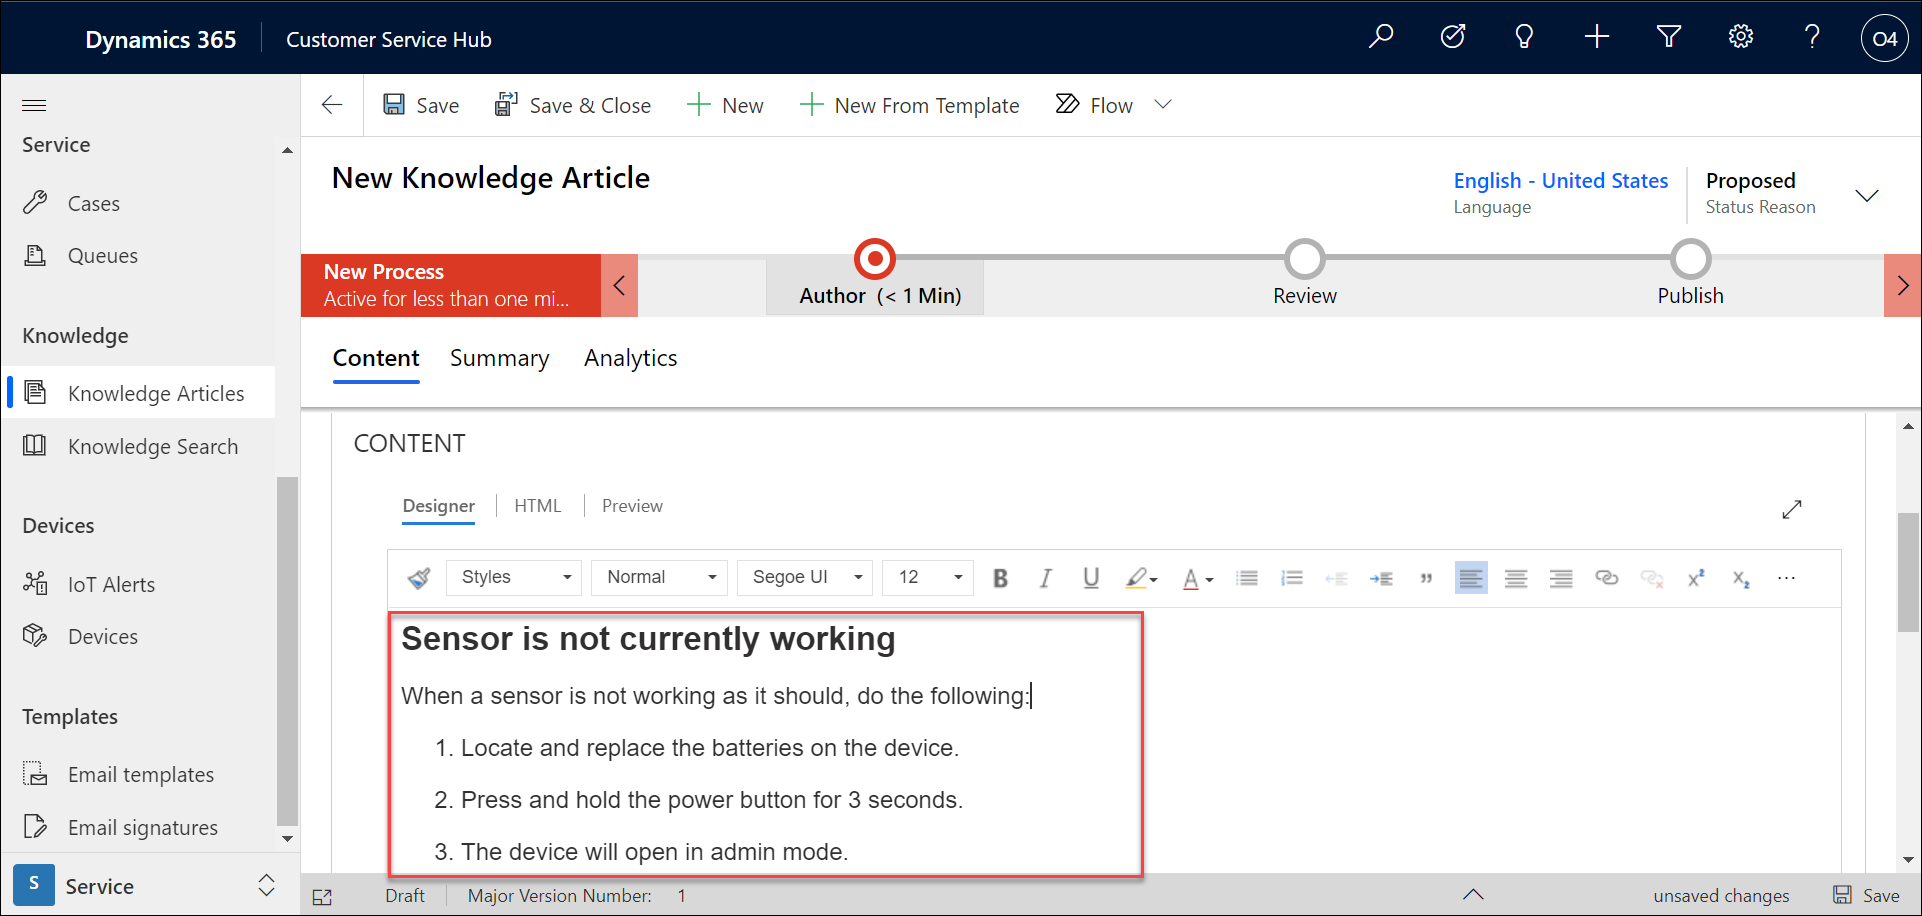 Dynamics 365
Customer Service Hub
O4
Save
Save & Close
New
New From Template
Flow
Service
Cases
Queues
Knowledge
Knowledge Articles
Knowledge Search
Devices
IoT Alerts
Devices
Templates
Email templates
Email signatures
S
Service
New Knowledge Article
English - United States
Language
Proposed
Status Reason
New Process
Active for less than one mi...
Author (< 1 Min)
Review
Publish
Content
Summary
Analytics
CONTENT
Designer
HTML
Preview
Styles
Normal
Segoe UI
12
Sensor is not currently working
When a sensor is not working as it should, do the following:
1. Locate and replace the batteries on the device.
2. Press and hold the power button for 3 seconds.
3. The device will open in admin mode.
Draft
Major Version Number: 1
unsaved changes
Save